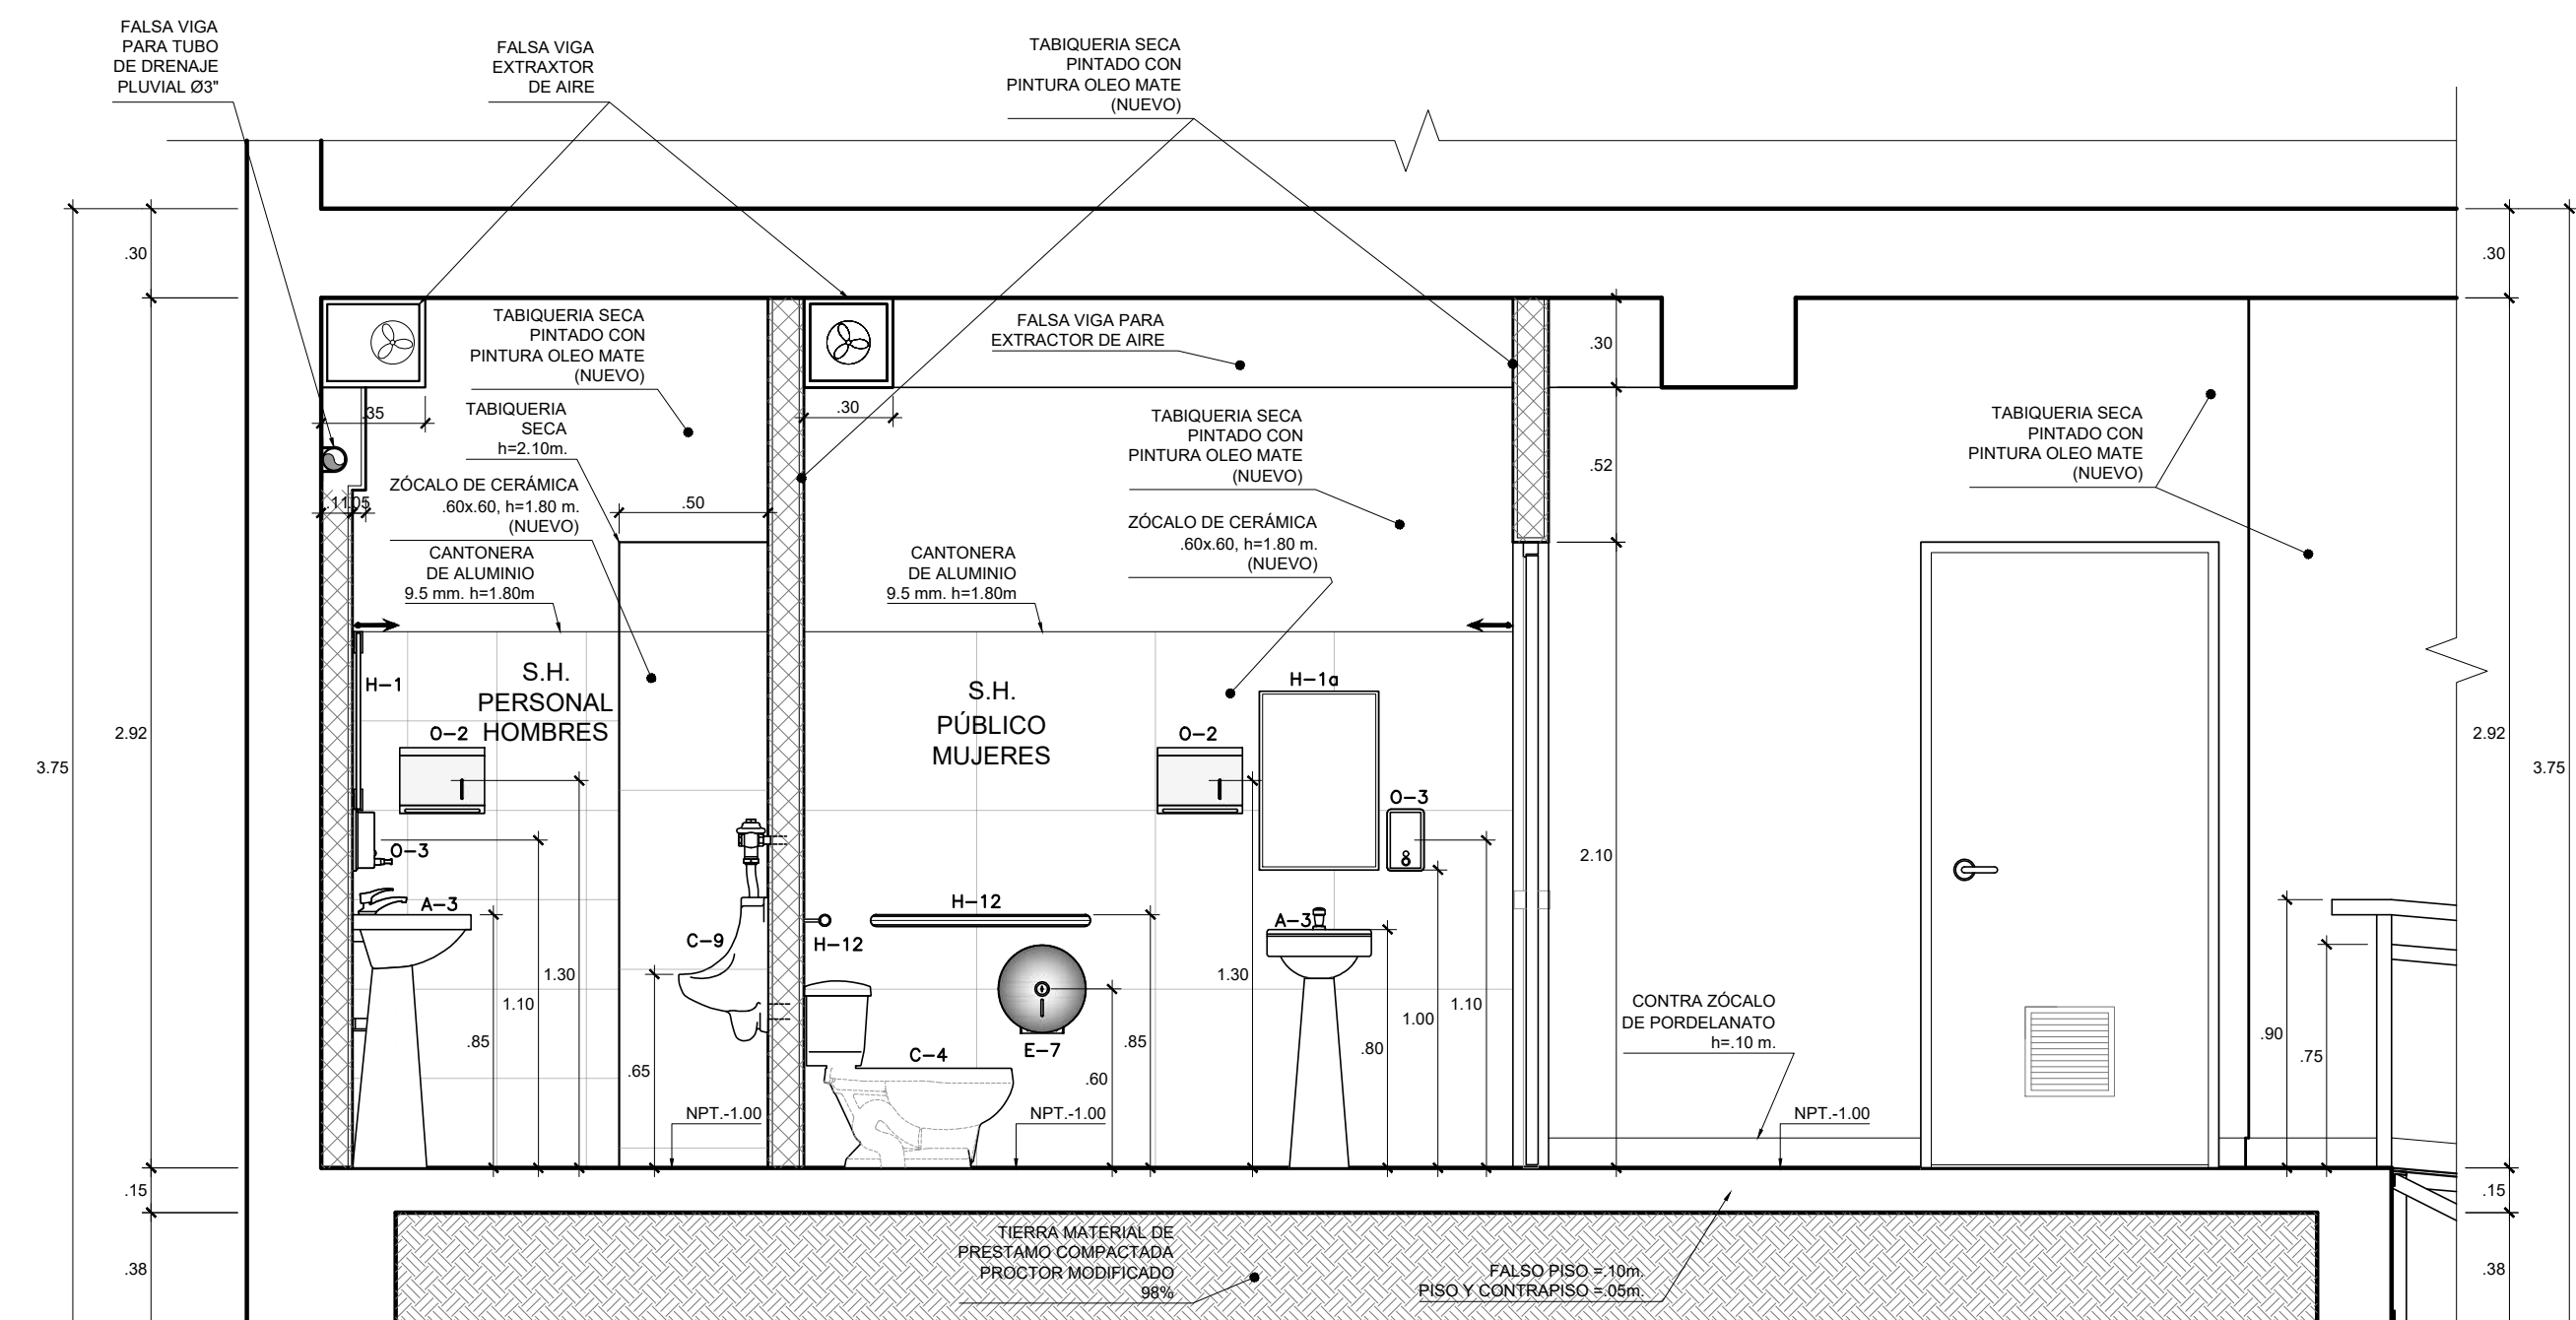 FALSA VIGA
PARA TUBO
DE DRENAJE
PLUVIAL Ø3"
FALSA VIGA
EXTRAXTOR
DE AIRE
TABIQUERIA SECA
PINTADO CON
PINTURA OLEO MATE
(NUEVO)
.30
.30
TABIQUERIA SECA
PINTADO CON
PINTURA OLEO MATE
(NUEVO)
FALSA VIGA PARA
EXTRACTOR DE AIRE
.30
.35
TABIQUERIA
SECA
h=2.10m.
.30
TABIQUERIA SECA
PINTADO CON
PINTURA OLEO MATE
(NUEVO)
.52
TABIQUERIA SECA
PINTADO CON
PINTURA OLEO MATE
(NUEVO)
ZÓCALO DE CERÁMICA
.60x.60, h=1.80 m.
(NUEVO)
.11
.05
.50
ZÓCALO DE CERÁMICA
.60x.60, h=1.80 m.
(NUEVO)
CANTONERA
DE ALUMINIO
9.5 mm. h=1.80m
CANTONERA
DE ALUMINIO
9.5 mm. h=1.80m
H-1
S.H.
PERSONAL
HOMBRES
S.H.
PÚBLICO
MUJERES
H-1a
O-2
O-2
2.92
3.75
2.92
3.75
O-3
O-3
2.10
A-3
C-9
H-12
H-12
A-3
1.30
1.10
.85
.65
E-7
C-4
.60
.85
1.30
.80
1.00
1.10
CONTRA ZÓCALO
DE PORDELANATO
h=.10 m.
.90
.75
NPT.-1.00
NPT.-1.00
NPT.-1.00
.15
.15
TIERRA MATERIAL DE
PRESTAMO COMPACTADA
PROCTOR MODIFICADO
98%
FALSO PISO =.10m.
PISO Y CONTRAPISO =.05m.
.38
.38